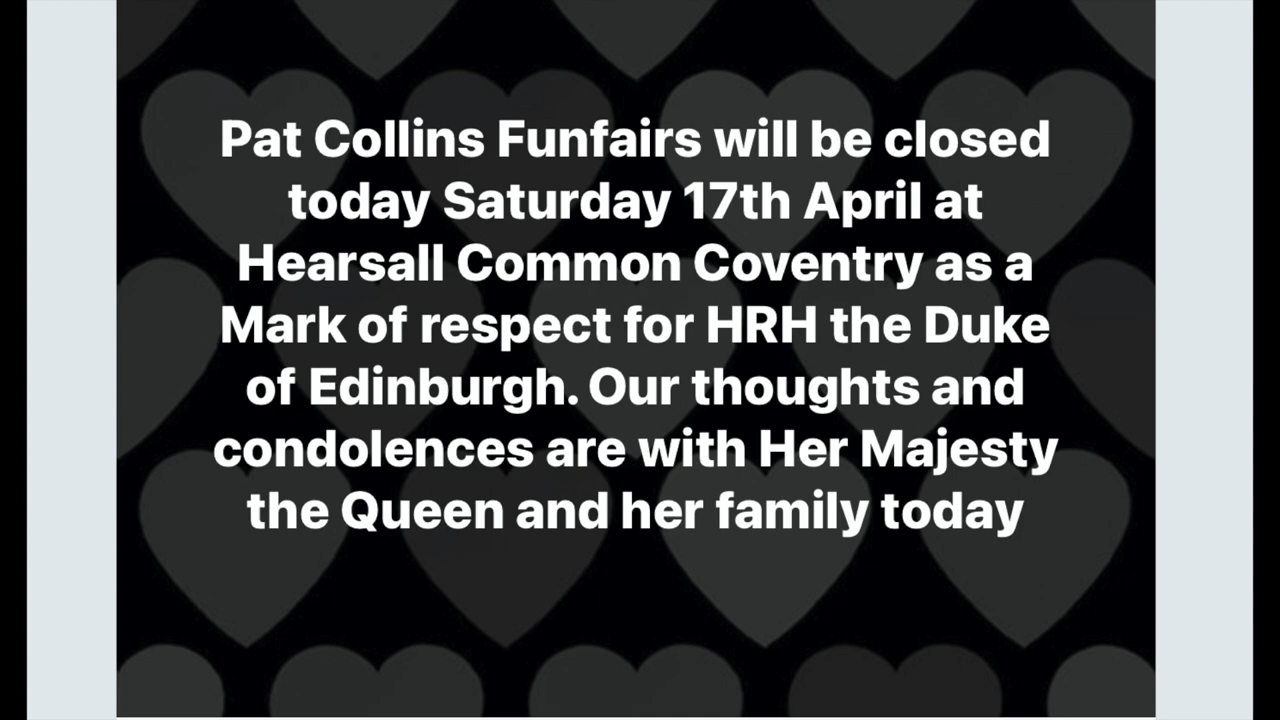 Pat Collins Funfairs will be closed
today Saturday 17th April at
Hearsall Common Coventry as a
Mark of respect for HRH the Duke
of Edinburgh. Our thoughts and
condolences are with Her Majesty
the Queen and her family today